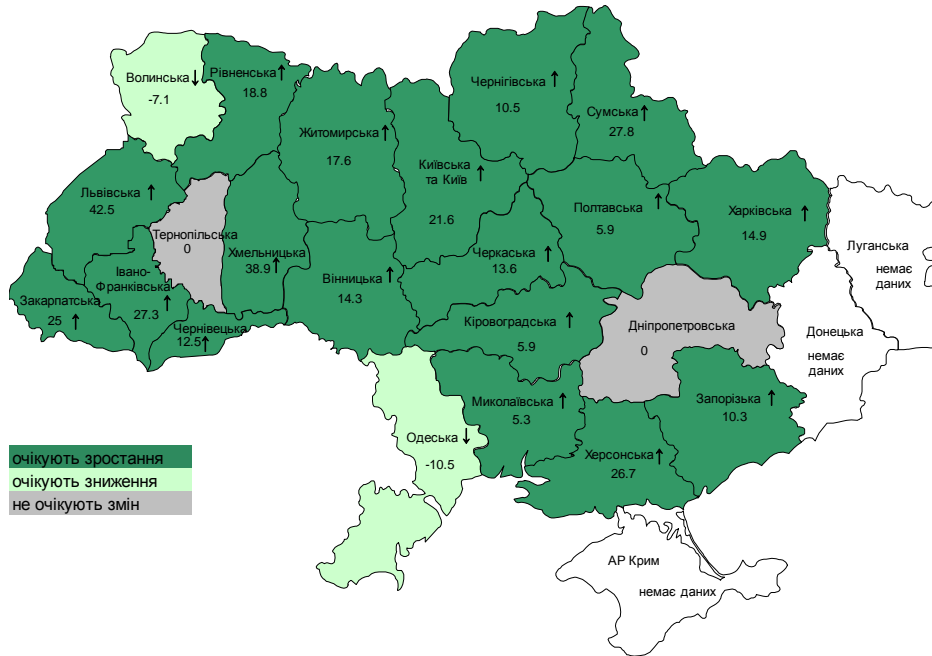 Волинська ↓
-7.1
Рівненська ↑
18.8
Житомирська ↑
17.6
Чернігівська ↑
10.5
Сумська ↑
27.8
Київська ↑
та Київ
21.6
Львівська ↑
42.5
Тернопільська
0
Хмельницька
38.9 ↑
Івано-
Франківська
27.3 ↑
Закарпатська
25 ↑
Чернівецька
12.5 ↑
Вінницька ↑
14.3
Черкаська ↑
13.6
Полтавська ↑
5.9
Харківська ↑
14.9
Луганська
немає
даних
Донецька
немає
даних
Кіровоградська ↑
5.9
Дніпропетровська
0
Запорізька ↑
10.3
Миколаївська ↑
5.3
Одеська ↓
-10.5
Херсонська ↑
26.7
АР Крим
немає даних
очікують зростання
очікують зниження
не очікують змін